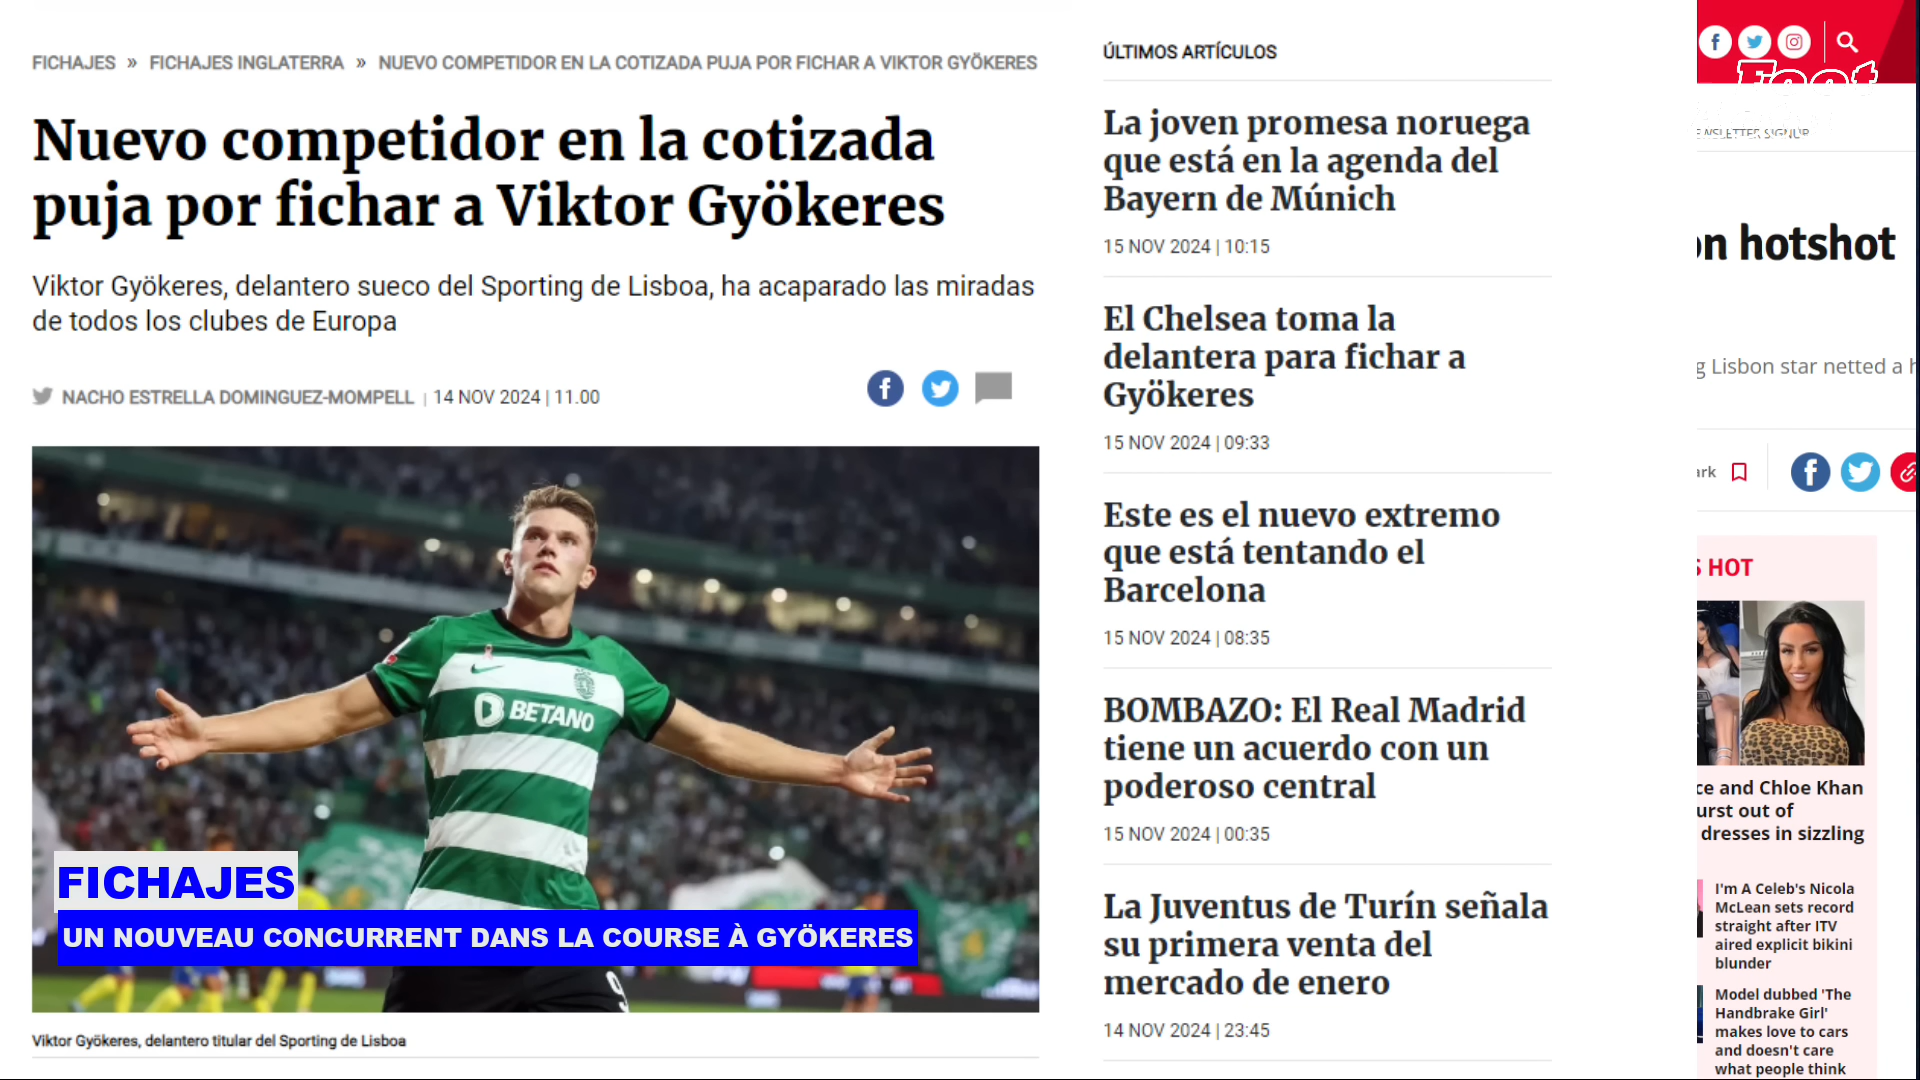 FICHAJES » FICHAJES INGLATERRA » NUEVO COMPETIDOR EN LA COTIZADA PUJA POR FICHAR A VIKTOR GYÖKERES
Nuevo competidor en la cotizada
puja por fichar a Viktor Gyökeres
Viktor Gyökeres, delantero sueco del Sporting de Lisboa, ha acaparado las miradas
de todos los clubes de Europa
NACHO ESTRELLA DOMINGUEZ-MOMPELL | 14 NOV 2024 | 11.00
BETANO
9
FICHAJES
UN NOUVEAU CONCURRENT DANS LA COURSE À GYÖKERES
Viktor Gyökeres, delantero titular del Sporting de Lisboa
ÚLTIMOS ARTÍCULOS
La joven promesa noruega
que está en la agenda del
Bayern de Múnich
15 NOV 2024 | 10:15
El Chelsea toma la
delantera para fichar a
Gyökeres
15 NOV 2024 | 09:33
Este es el nuevo extremo
que está tentando el
Barcelona
15 NOV 2024 | 08:35
BOMBAZO: El Real Madrid
tiene un acuerdo con un
poderoso central
15 NOV 2024 | 00:35
La Juventus de Turín señala
su primera venta del
mercado de enero
14 NOV 2024 | 23:45
Foot
EWSLETTER SIGNUP
on hotshot
g Lisbon star netted a h
ark
S HOT
ce and Chloe Khan
urst out of
dresses in sizzling
I'm A Celeb's Nicola
McLean sets record
straight after ITV
aired explicit bikini
blunder
Model dubbed 'The
Handbrake Girl'
makes love to cars
and doesn't care
what people think